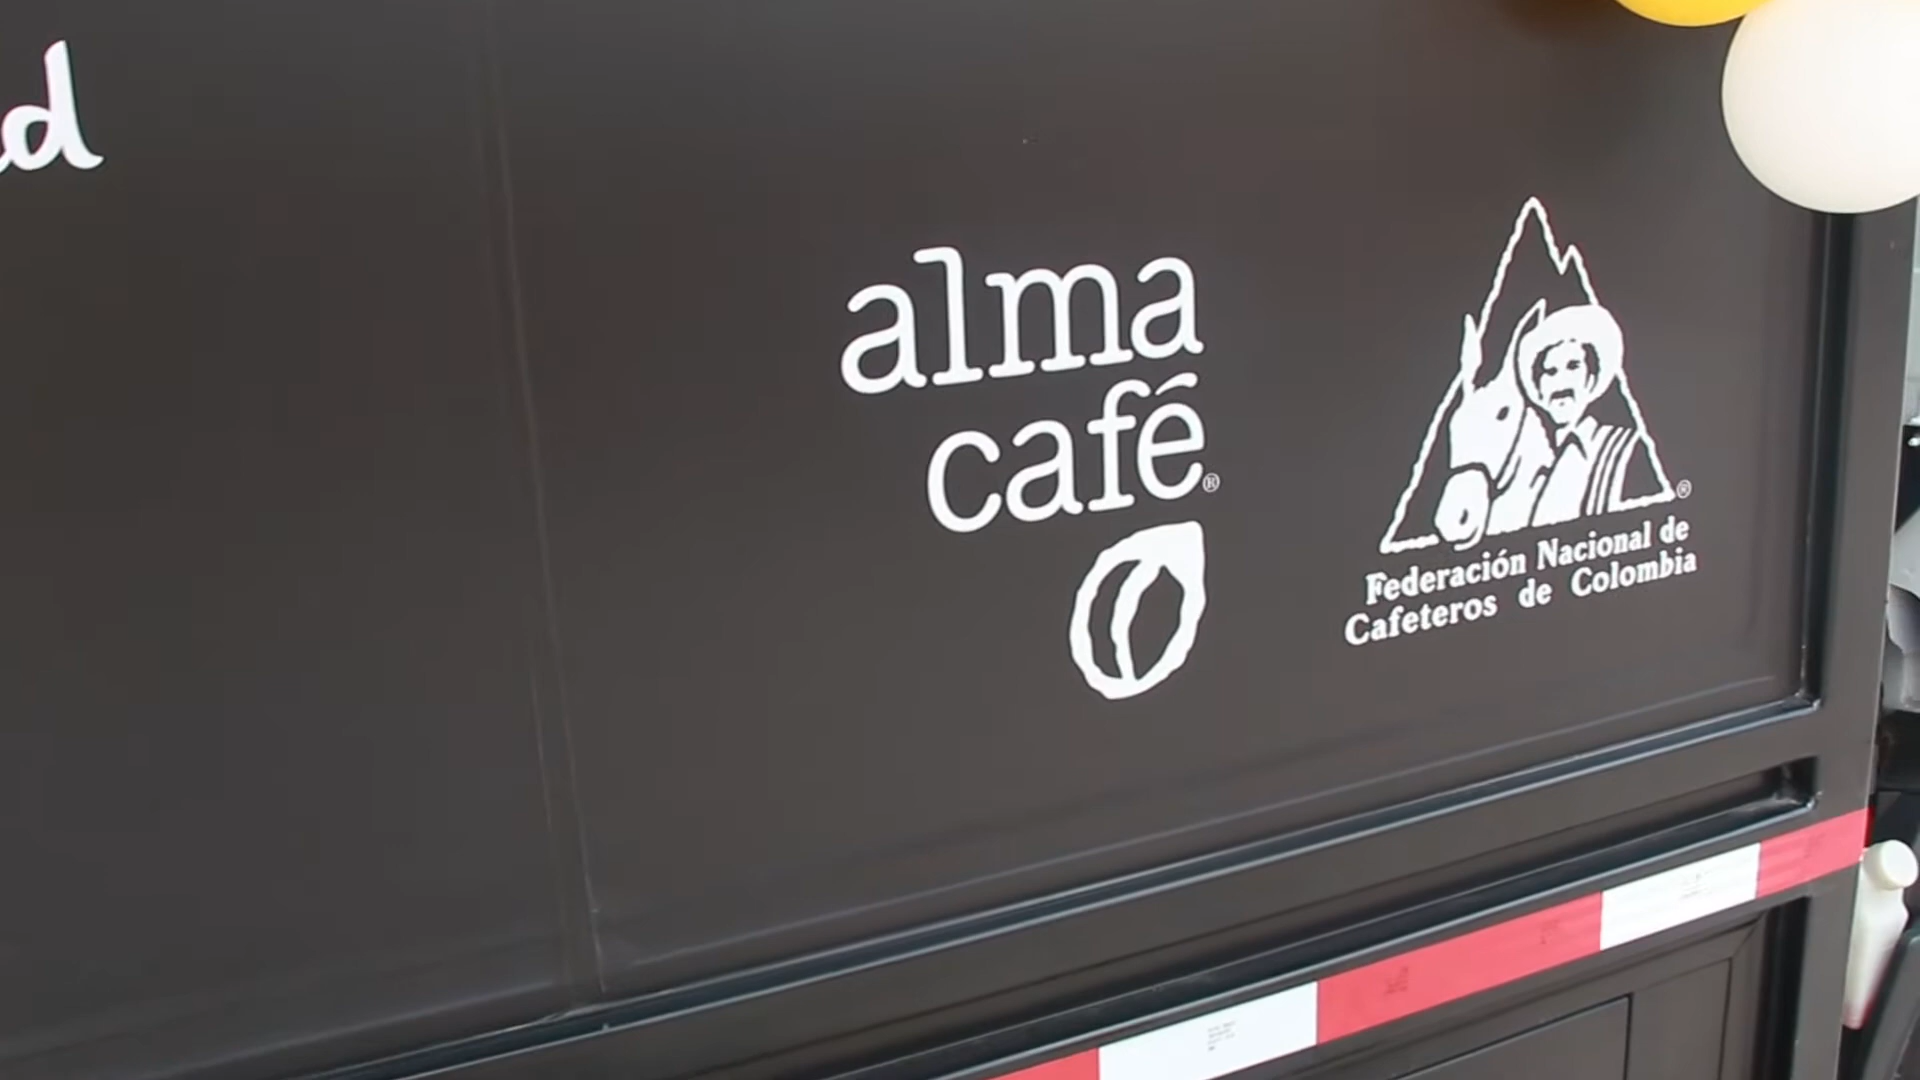 alma
café®
®
Federación Nacional de
Cafeteros de Colombia